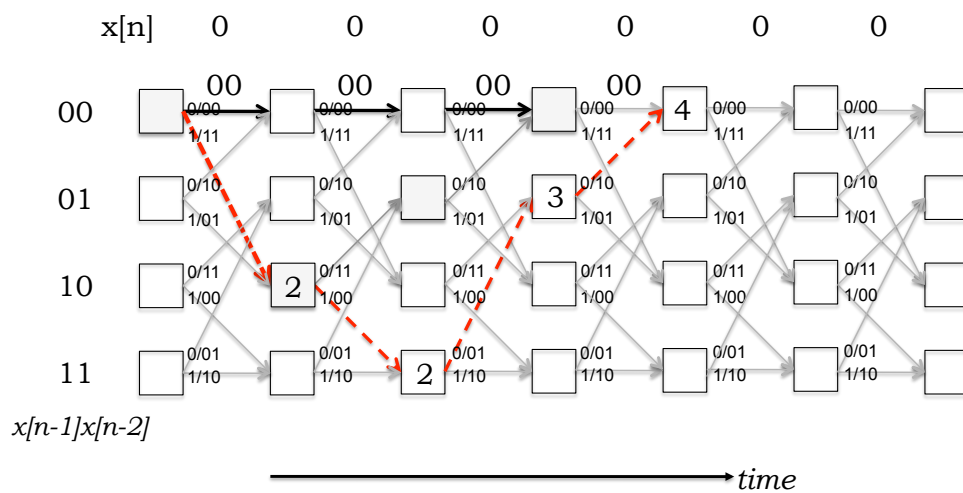 x[n] 0 0 0 0 0 0
00 00 00 00
00 0/00 0/00 0/00 0/00 4 0/00 0/00
1/11 1/11 1/11 1/11 1/11 1/11
01 0/10 0/10 0/10 3 0/10 0/10 0/10
1/01 1/01 1/01 1/01 1/01 1/01
10 0/11 2 0/11 0/11 0/11 0/11 0/11
1/00 1/00 1/00 1/00 1/00 1/00
11 0/01 0/01 2 0/01 0/01 0/01 0/01
1/10 1/10 1/10 1/10 1/10 1/10
x[n-1]x[n-2]
time